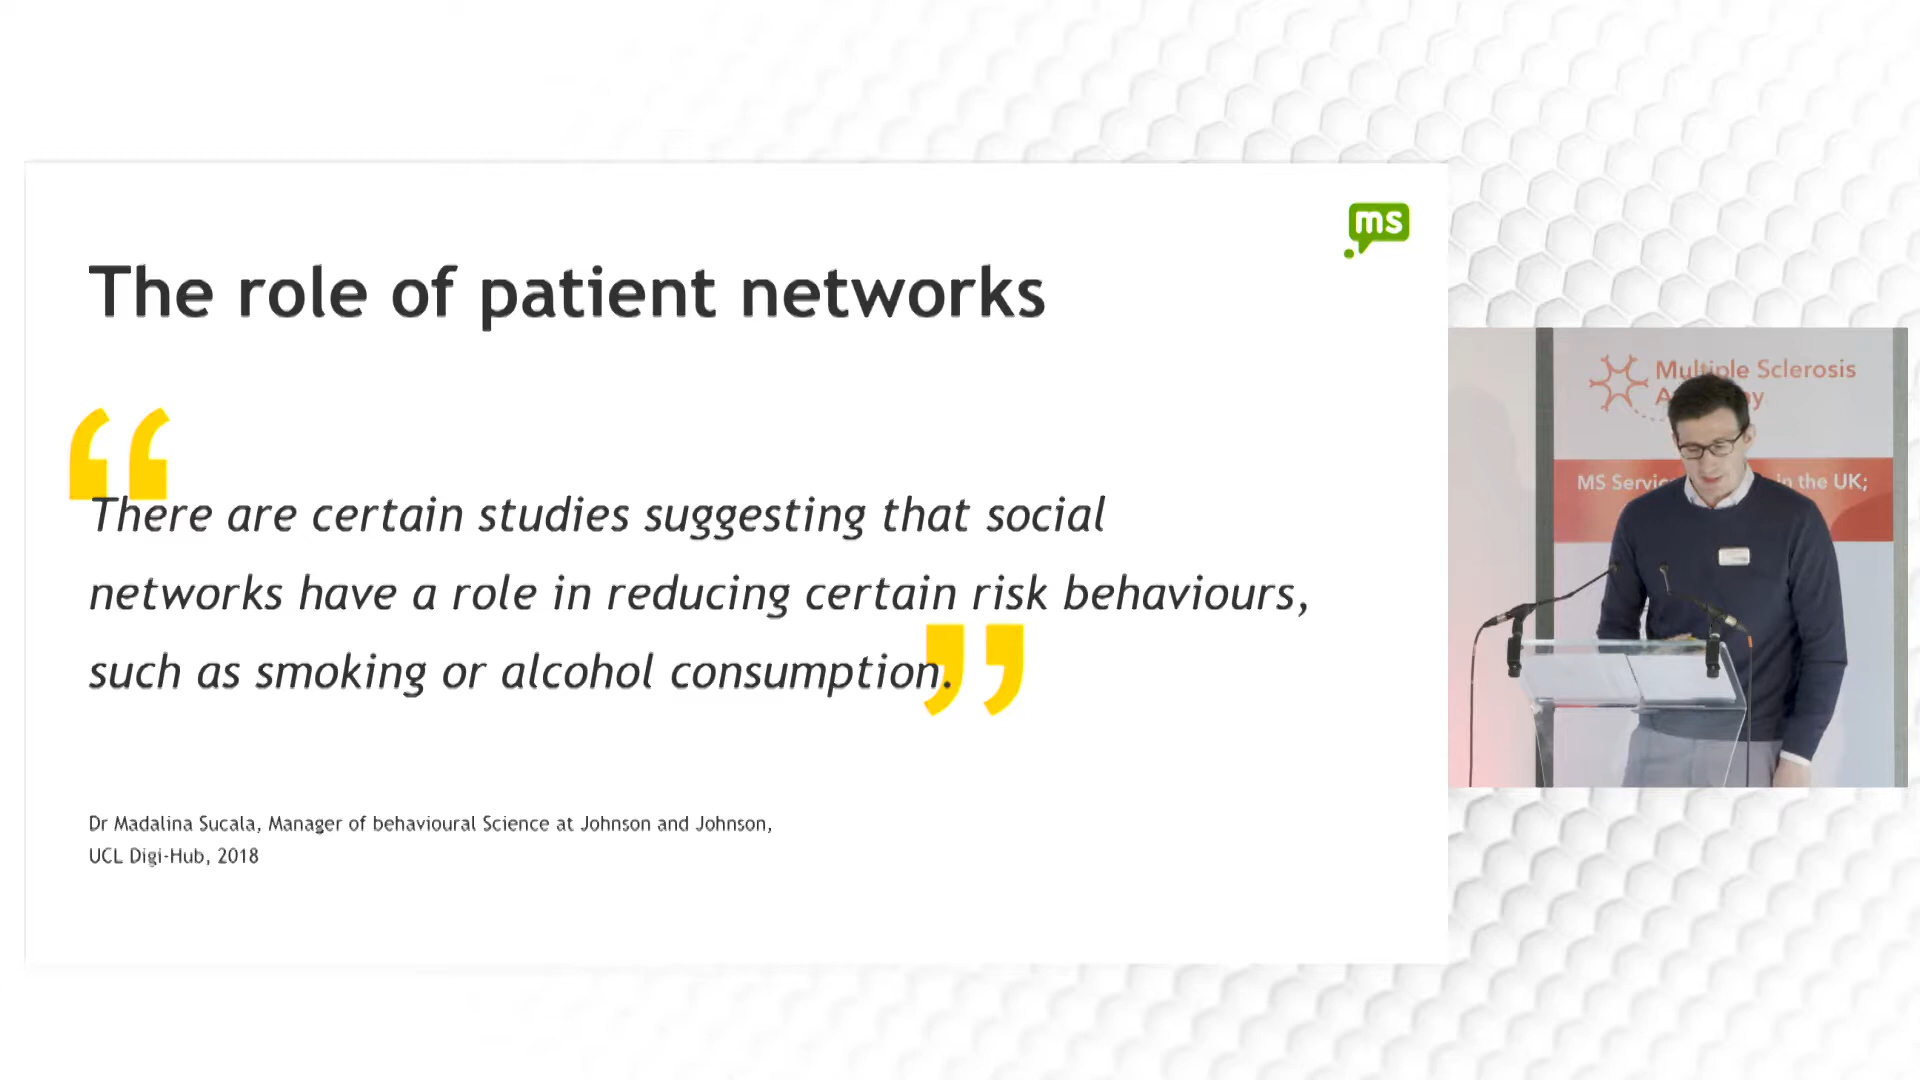 ms
The role of patient networks
“
There are certain studies suggesting that social
networks have a role in reducing certain risk behaviours,
such as smoking or alcohol consumption.
”
Dr Madalina Sucala, Manager of behavioural Science at Johnson and Johnson,
UCL Digi-Hub, 2018
Multiple Sclerosis
MS in the UK;